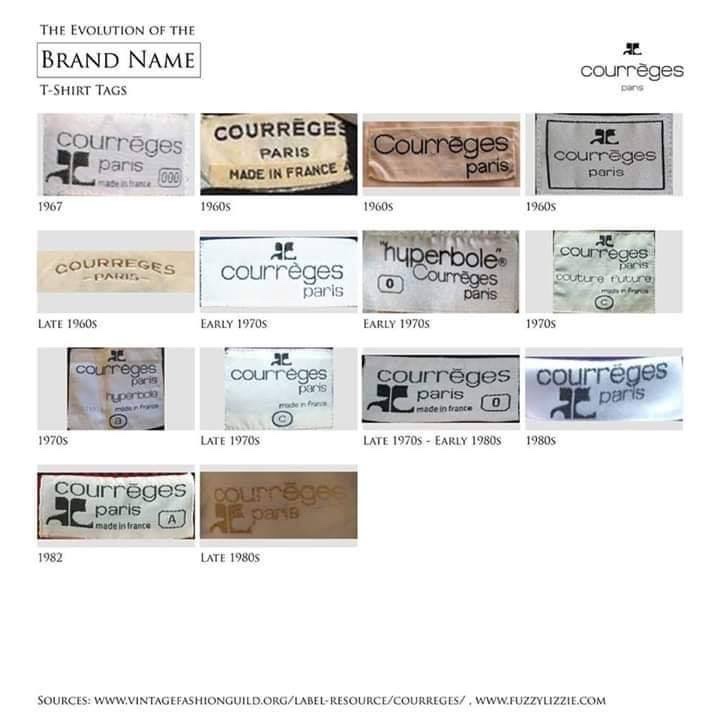 The Evolution of the
Brand Name
T-Shirt Tags
courrèges
paris
courrèges
paris
made in france
000
1967
COURRÈGES
PARIS
MADE IN FRANCE
1960s
Courrèges
paris
1960s
courrèges
paris
1960s
COURREGES
-PARIS-
Late 1960s
courrèges
paris
Early 1970s
"hyperbole"®
0
Courrèges
paris
Early 1970s
courrèges
paris
couture future
made in France
C
1970s
courrèges
paris
hyperbole
made in France
a
1970s
courrèges
paris
made in France
C
Late 1970s
courrèges
paris
made in france
0
Late 1970s - Early 1980s
courrèges
paris
1980s
courrèges
paris
made in france
A
1982
courrèges
paris
Late 1980s
Sources: www.vintagefashionguild.org/label-resource/courreges/ , www.fuzzylizzie.com